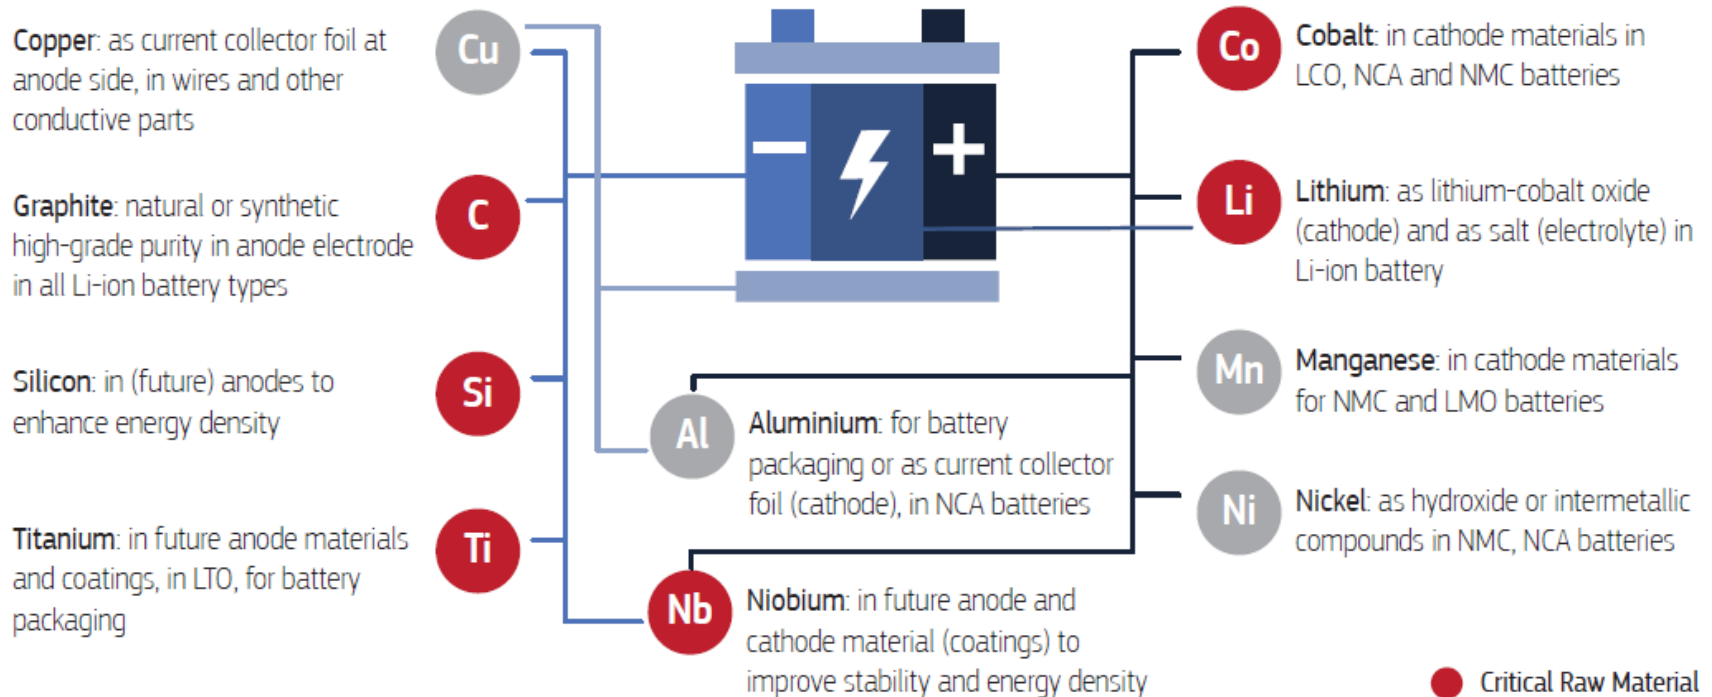 Copper: as current collector foil at
anode side, in wires and other
conductive parts
Cu
Graphite: natural or synthetic
high-grade purity in anode electrode
in all Li-ion battery types
C
Silicon: in (future) anodes to
enhance energy density
Si
Titanium: in future anode materials
and coatings, in LTO, for battery
packaging
Ti
− +
Al
Aluminium: for battery
packaging or as current collector
foil (cathode), in NCA batteries
Nb
Niobium: in future anode and
cathode material (coatings) to
improve stability and energy density
Co
Cobalt: in cathode materials in
LCO, NCA and NMC batteries
Li
Lithium: as lithium-cobalt oxide
(cathode) and as salt (electrolyte) in
Li-ion battery
Mn
Manganese: in cathode materials
for NMC and LMO batteries
Ni
Nickel: as hydroxide or intermetallic
compounds in NMC, NCA batteries
Critical Raw Material